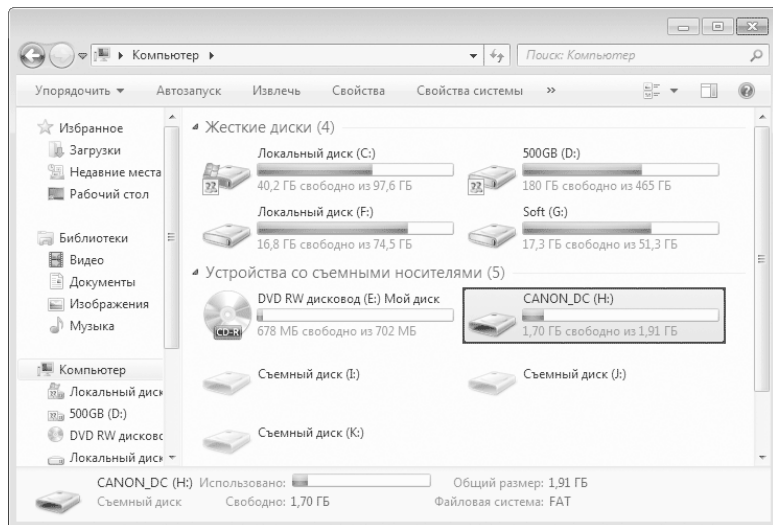 Компьютер
Поиск: Компьютер
Упорядочить Автозапуск Извлечь Свойства Свойства системы »
Избранное
Загрузки
Недавние места
Рабочий стол
Библиотеки
Видео
Документы
Изображения
Музыка
Компьютер
Локальный диск
500GB (D:)
DVD RW дисково
Локальный диск
Жесткие диски (4)
Локальный диск (C:)
40,2 ГБ свободно из 97,6 ГБ
500GB (D:)
180 ГБ свободно из 465 ГБ
Локальный диск (F:)
16,8 ГБ свободно из 74,5 ГБ
Soft (G:)
17,3 ГБ свободно из 51,3 ГБ
Устройства со съемными носителями (5)
DVD RW дисковод (E:) Мой диск
CD-R
678 МБ свободно из 702 МБ
CANON_DC (H:)
1,70 ГБ свободно из 1,91 ГБ
Съемный диск (I:)
Съемный диск (J:)
Съемный диск (K:)
CANON_DC (H:) Использовано: Общий размер: 1,91 ГБ
Съемный диск Свободно: 1,70 ГБ Файловая система: FAT